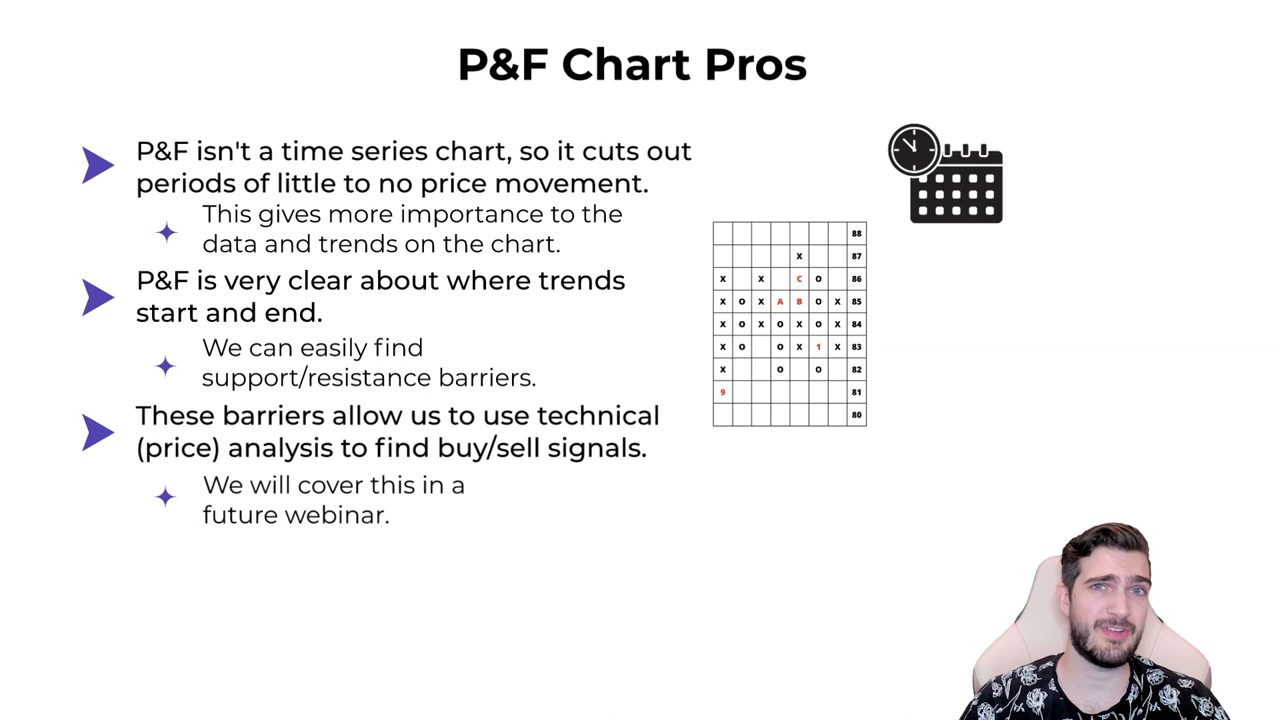 P&F Chart Pros
P&F isn't a time series chart, so it cuts out
periods of little to no price movement.
This gives more importance to the
data and trends on the chart.
P&F is very clear about where trends
start and end.
We can easily find
support/resistance barriers.
These barriers allow us to use technical
(price) analysis to find buy/sell signals.
We will cover this in a
future webinar.
88
X 87
X X C O 86
X O X A B O X 85
X O X O X O X 84
X O O X 1 X 83
X O O 82
9 81
80